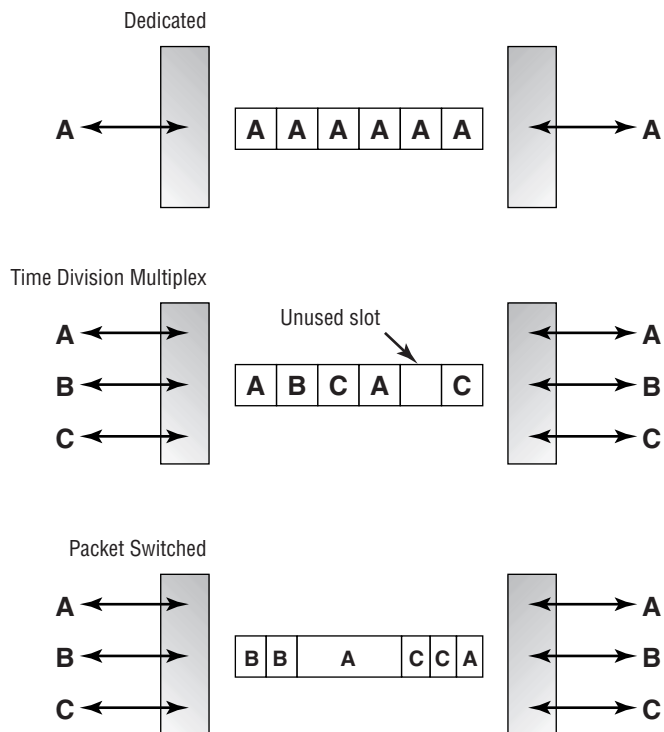 Dedicated
A A A A A A A A
Time Division Multiplex
Unused slot
A A
B A B C A C B
C C
Packet Switched
A A
B B B A C C A B
C C